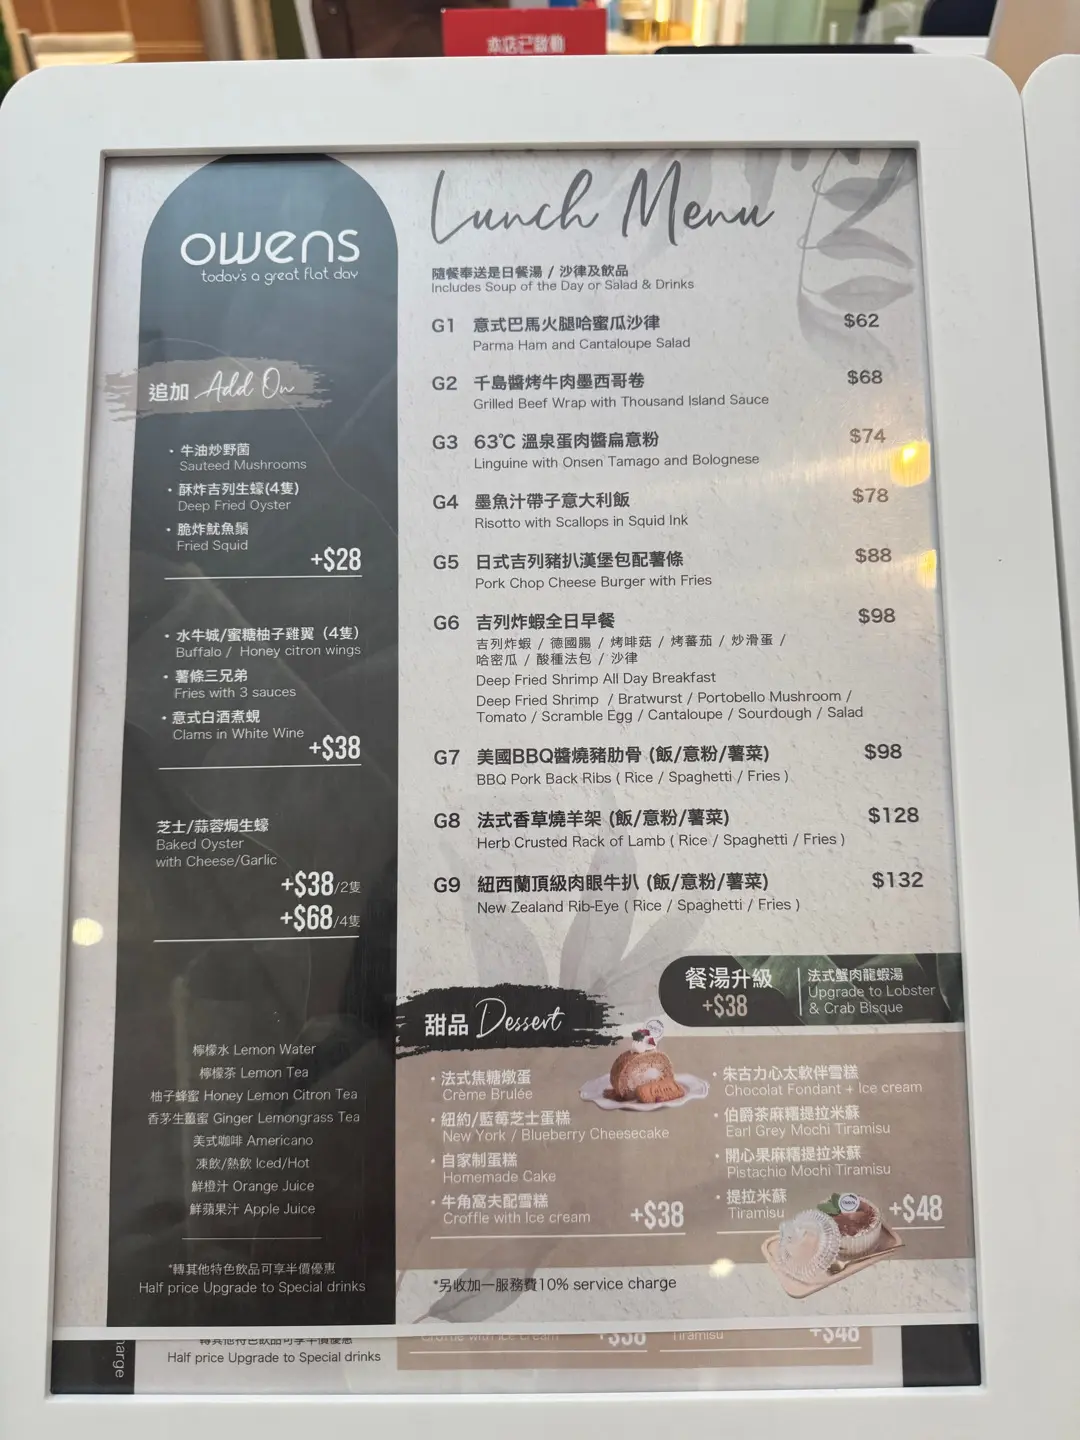 本店已啟動
owens
today's a great flat day
追加 Add On
・牛油炒野菌
Sauteed Mushrooms
・酥炸吉列生蠔(4隻)
Deep Fried Oyster
・脆炸魷魚鬚
Fried Squid
+$28
・水牛城/蜜糖柚子雞翼 (4隻)
Buffalo / Honey citron wings
・薯條三兄弟
Fries with 3 sauces
・意式白酒煮蜆
Clams in White Wine
+$38
芝士/蒜蓉焗生蠔
Baked Oyster
with Cheese/Garlic
+$38/2隻
+$68/4隻
檸檬水 Lemon Water
檸檬茶 Lemon Tea
柚子蜂蜜 Honey Lemon Citron Tea
香茅生薑蜜 Ginger Lemongrass Tea
美式咖啡 Americano
凍飲/熱飲 Iced/Hot
鮮橙汁 Orange Juice
鮮蘋果汁 Apple Juice
*轉其他特色飲品可享半價優惠
Half price Upgrade to Special drinks
Lunch Menu
隨餐奉送是日餐湯 / 沙律及飲品
Includes Soup of the Day or Salad & Drinks
G1 意式巴馬火腿哈蜜瓜沙律 $62
Parma Ham and Cantaloupe Salad
G2 千島醬烤牛肉墨西哥卷 $68
Grilled Beef Wrap with Thousand Island Sauce
G3 63℃ 溫泉蛋肉醬扁意粉 $74
Linguine with Onsen Tamago and Bolognese
G4 墨魚汁帶子意大利飯 $78
Risotto with Scallops in Squid Ink
G5 日式吉列豬扒漢堡包配薯條 $88
Pork Chop Cheese Burger with Fries
G6 吉列炸蝦全日早餐 $98
吉列炸蝦 / 德國腸 / 烤啡菇 / 烤蕃茄 / 炒滑蛋 /
哈密瓜 / 酸種法包 / 沙律
Deep Fried Shrimp All Day Breakfast
Deep Fried Shrimp / Bratwurst / Portobello Mushroom /
Tomato / Scramble Egg / Cantaloupe / Sourdough / Salad
G7 美國BBQ醬燒豬肋骨 (飯/意粉/薯菜) $98
BBQ Pork Back Ribs ( Rice / Spaghetti / Fries )
G8 法式香草燒羊架 (飯/意粉/薯菜) $128
Herb Crusted Rack of Lamb ( Rice / Spaghetti / Fries )
G9 紐西蘭頂級肉眼牛扒 (飯/意粉/薯菜) $132
New Zealand Rib-Eye ( Rice / Spaghetti / Fries )
餐湯升級
+$38
法式蟹肉龍蝦湯
Upgrade to Lobster
& Crab Bisque
甜品 Dessert
・法式焦糖燉蛋
Crème Brulée
・紐約/藍莓芝士蛋糕
New York / Blueberry Cheesecake
・自家制蛋糕
Homemade Cake
・牛角窩夫配雪糕
Croffle with Ice cream
+$38
・朱古力心太軟伴雪糕
Chocolat Fondant + Ice cream
・伯爵茶麻糬提拉米蘇
Earl Grey Mochi Tiramisu
・開心果麻糬提拉米蘇
Pistachio Mochi Tiramisu
・提拉米蘇
Tiramisu
+$48
*另收加一服務費10% service charge
轉其他特色飲品可享半價優惠
Half price Upgrade to Special drinks
Croffle with Ice cream
+$38
Tiramisu
+$48
harge